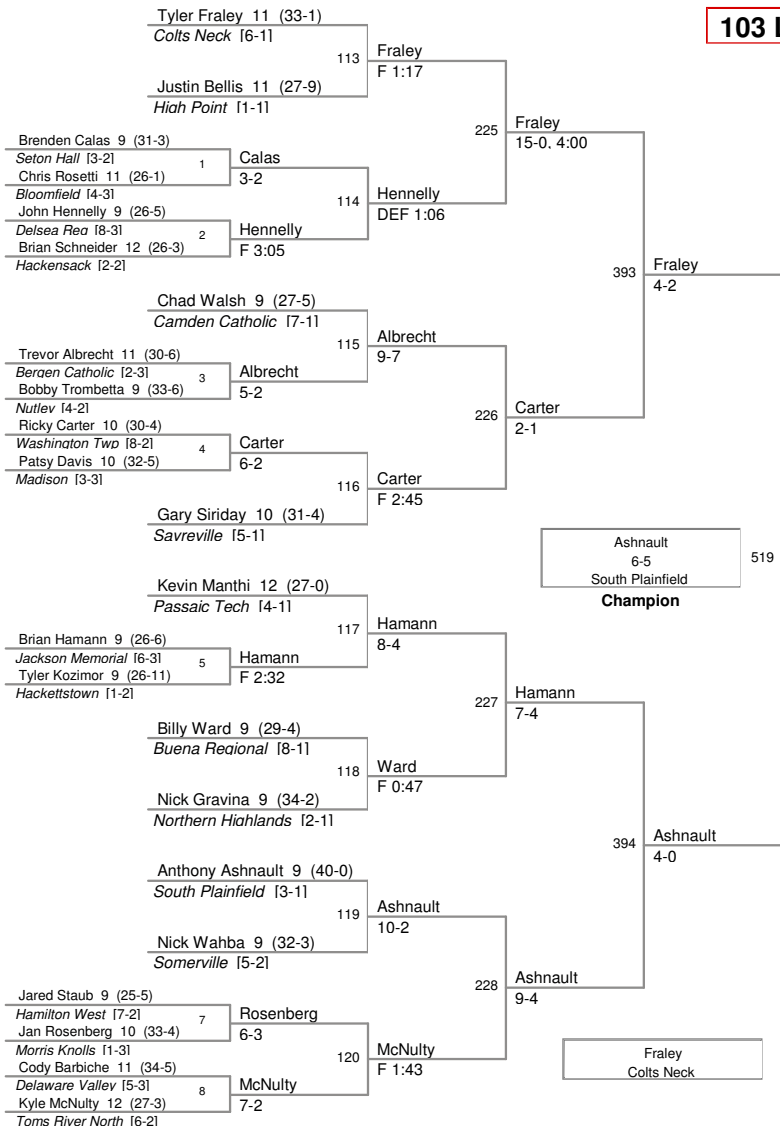 Tyler Fraley 11 (33-1)
Colts Neck [6-1]
103 L
113
Fraley
F 1:17
Justin Bellis 11 (27-9)
High Point [1-1]
225
Fraley
15-0, 4:00
Brenden Calas 9 (31-3)
Seton Hall [3-2]
1
Calas
3-2
Chris Rosetti 11 (26-1)
Bloomfield [4-3]
114
Hennelly
DEF 1:06
John Hennelly 9 (26-5)
Delsea Reg [8-3]
2
Hennelly
F 3:05
Brian Schneider 12 (26-3)
Hackensack [2-2]
393
Fraley
4-2
Chad Walsh 9 (27-5)
Camden Catholic [7-1]
115
Albrecht
9-7
Trevor Albrecht 11 (30-6)
Bergen Catholic [2-3]
3
Albrecht
5-2
Bobby Trombetta 9 (33-6)
Nutley [4-2]
226
Carter
2-1
Ricky Carter 10 (30-4)
Washington Twp [8-2]
4
Carter
6-2
Patsy Davis 10 (32-5)
Madison [3-3]
116
Carter
F 2:45
Gary Siriday 10 (31-4)
Sayreville [5-1]
Ashnault
6-5
South Plainfield
519
Champion
Kevin Manthi 12 (27-0)
Passaic Tech [4-1]
117
Hamann
8-4
Brian Hamann 9 (26-6)
Jackson Memorial [6-3]
5
Hamann
F 2:32
Tyler Kozimor 9 (26-11)
Hackettstown [1-2]
227
Hamann
7-4
Billy Ward 9 (29-4)
Buena Regional [8-1]
118
Ward
F 0:47
Nick Gravina 9 (34-2)
Northern Highlands [2-1]
394
Ashnault
4-0
Anthony Ashnault 9 (40-0)
South Plainfield [3-1]
119
Ashnault
10-2
Nick Wahba 9 (32-3)
Somerville [5-2]
228
Ashnault
9-4
Jared Staub 9 (25-5)
Hamilton West [7-2]
7
Rosenberg
6-3
Jan Rosenberg 10 (33-4)
Morris Knolls [1-3]
120
McNulty
F 1:43
Cody Barbiche 11 (34-5)
Delaware Valley [5-3]
8
McNulty
7-2
Kyle McNulty 12 (27-3)
Toms River North [6-2]
Fraley
Colts Neck